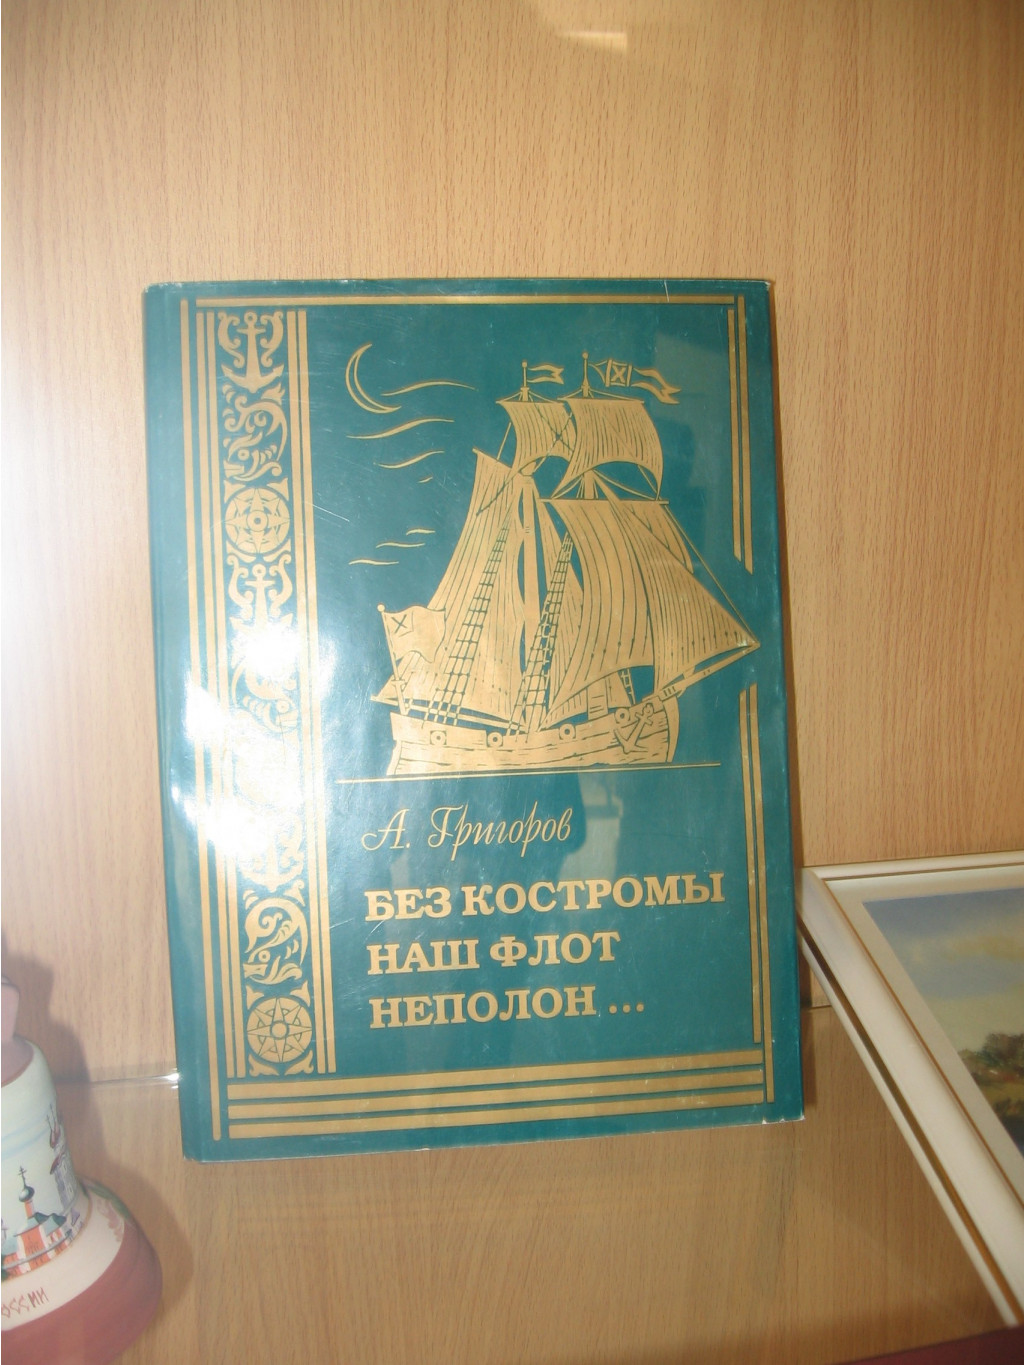 А. Григоров
БЕЗ КОСТРОМЫ
НАШ ФЛОТ
НЕПОЛОН ...